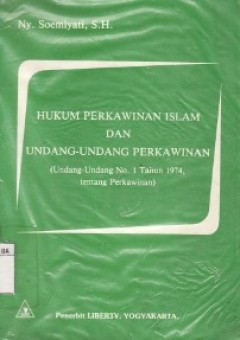 Ny. Soemiyati, S.H.
HUKUM PERKAWINAN ISLAM
DAN
UNDANG-UNDANG PERKAWINAN
(Undang-Undang No. 1 Tahun 1974,
tentang Perkawinan)
Penerbit LIBERTY, YOGYAKARTA.